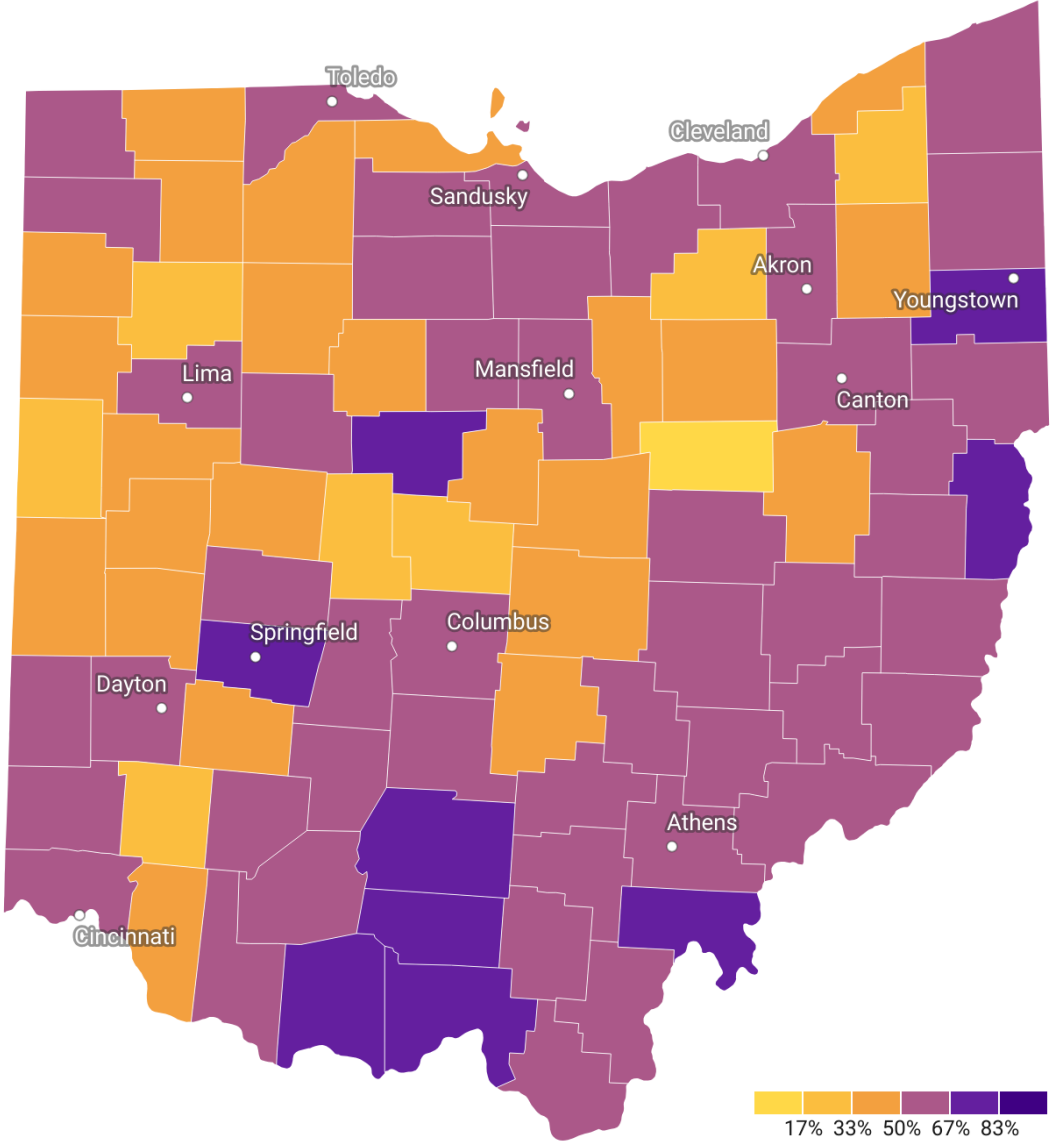 Toledo
Cleveland
Sandusky
Akron
Youngstown
Lima
Mansfield
Canton
Springfield
Columbus
Dayton
Athens
Cincinnati
17% 33% 50% 67% 83%